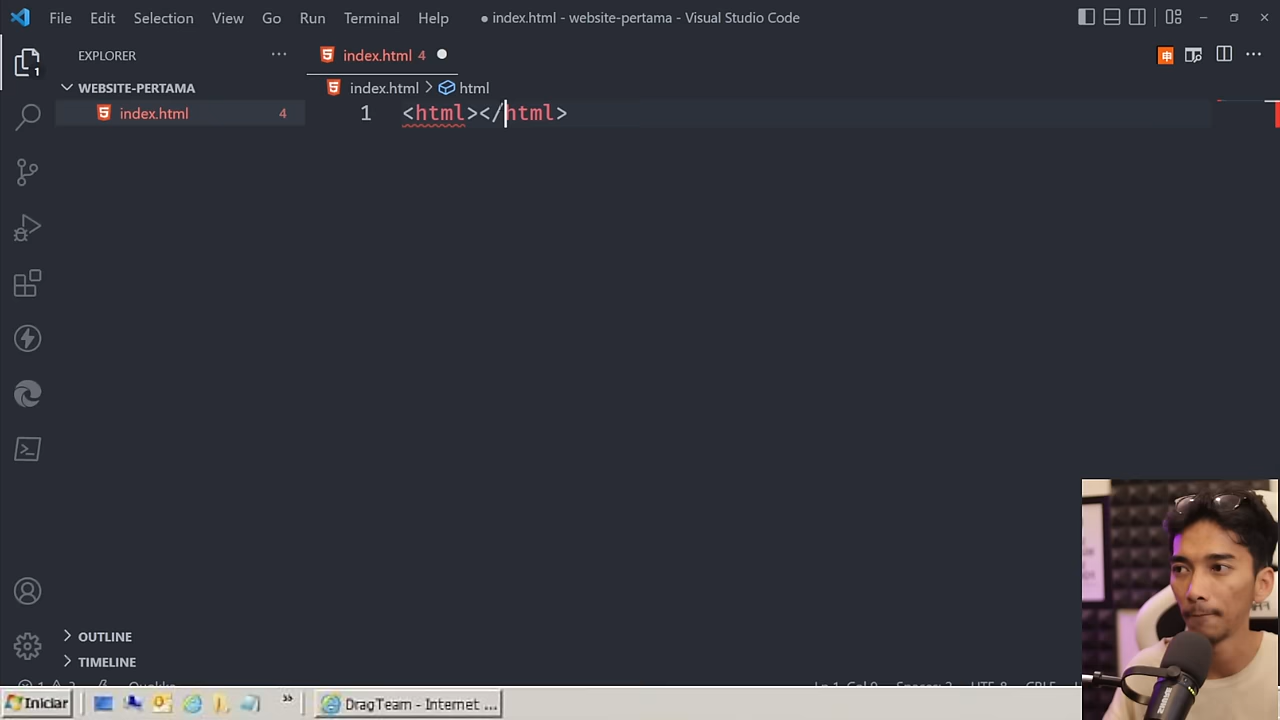 File Edit Selection View Go Run Terminal Help ● index.html - website-pertama - Visual Studio Code
EXPLORER ··· index.html 4 ●
WEBSITE-PERTAMA index.html > html
index.html 4
1 <html></html>
1
OUTLINE
TIMELINE
Iniciar » DragTeam - Internet ...